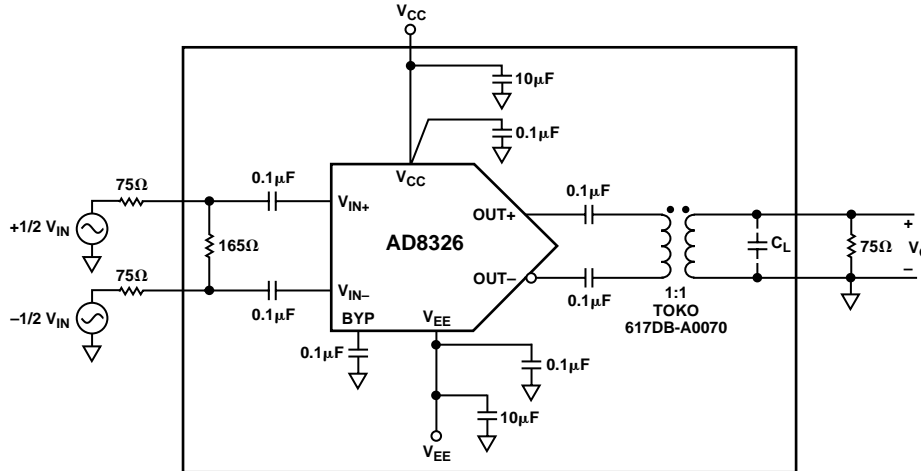 VCC
10µF
0.1µF
VCC
75Ω
0.1µF
VIN+
+1/2 VIN
165Ω
AD8326
OUT+
0.1µF
CL
75Ω
+
–
75Ω
OUT–
–1/2 VIN
0.1µF
VIN–
BYP
VEE
0.1µF
1:1
TOKO
617DB-A0070
0.1µF
0.1µF
10µF
VEE